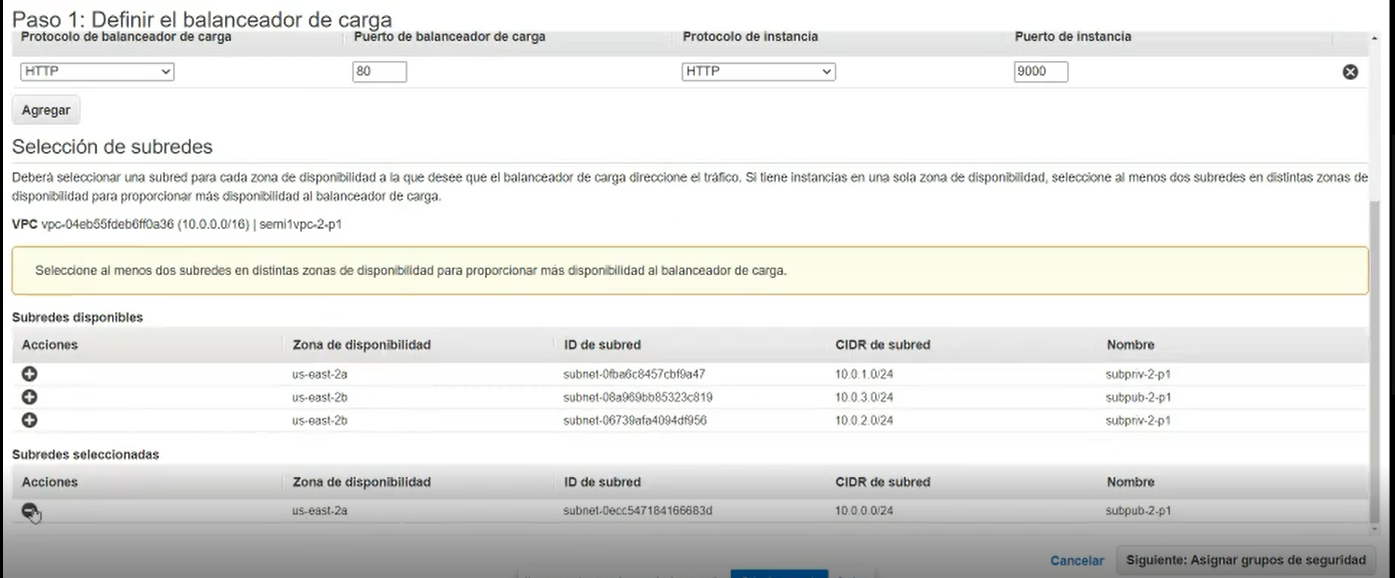 Paso 1: Definir el balanceador de carga
Protocolo de balanceador de carga Puerto de balanceador de carga Protocolo de instancia Puerto de instancia
HTTP 80 HTTP 9000
Agregar
Selección de subredes
Deberá seleccionar una subred para cada zona de disponibilidad a la que desee que el balanceador de carga direccione el tráfico. Si tiene instancias en una sola zona de disponibilidad, seleccione al menos dos subredes en distintas zonas de
disponibilidad para proporcionar más disponibilidad al balanceador de carga.
VPC vpc-04eb55fdeb6ff0a36 (10.0.0.0/16) | semi1vpc-2-p1
Seleccione al menos dos subredes en distintas zonas de disponibilidad para proporcionar más disponibilidad al balanceador de carga.
Subredes disponibles
Acciones Zona de disponibilidad ID de subred CIDR de subred Nombre
us-east-2a subnet-0fba6c8457cbf9a47 10.0.1.0/24 subpriv-2-p1
us-east-2b subnet-08a969bb85323c819 10.0.3.0/24 subpub-2-p1
us-east-2b subnet-06739afa4094df956 10.0.2.0/24 subpriv-2-p1
Subredes seleccionadas
Acciones Zona de disponibilidad ID de subred CIDR de subred Nombre
us-east-2a subnet-0ecc547184166683d 10.0.0.0/24 subpub-2-p1
Cancelar Siguiente: Asignar grupos de seguridad